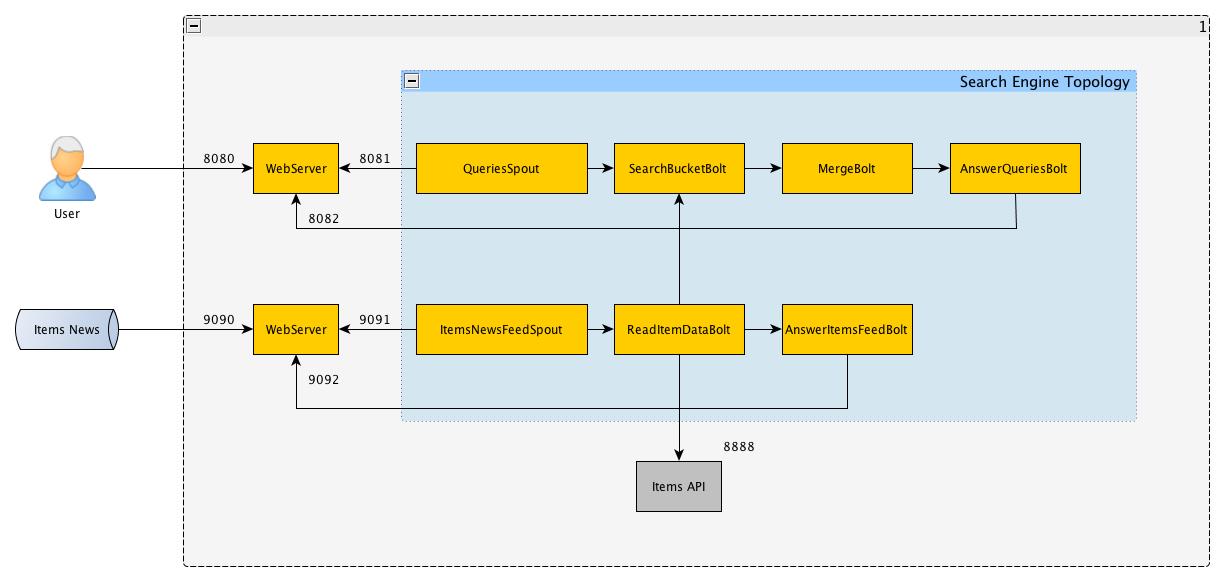 1
Search Engine Topology
8080
WebServer
8081
QueriesSpout
SearchBucketBolt
MergeBolt
AnswerQueriesBolt
User
8082
Items News
9090
WebServer
9091
ItemsNewsFeedSpout
ReadItemDataBolt
AnswerItemsFeedBolt
9092
8888
Items API